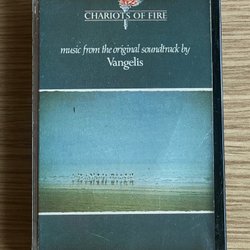 CHARIOTS OF FIRE
music from the original soundtrack by
Vangelis